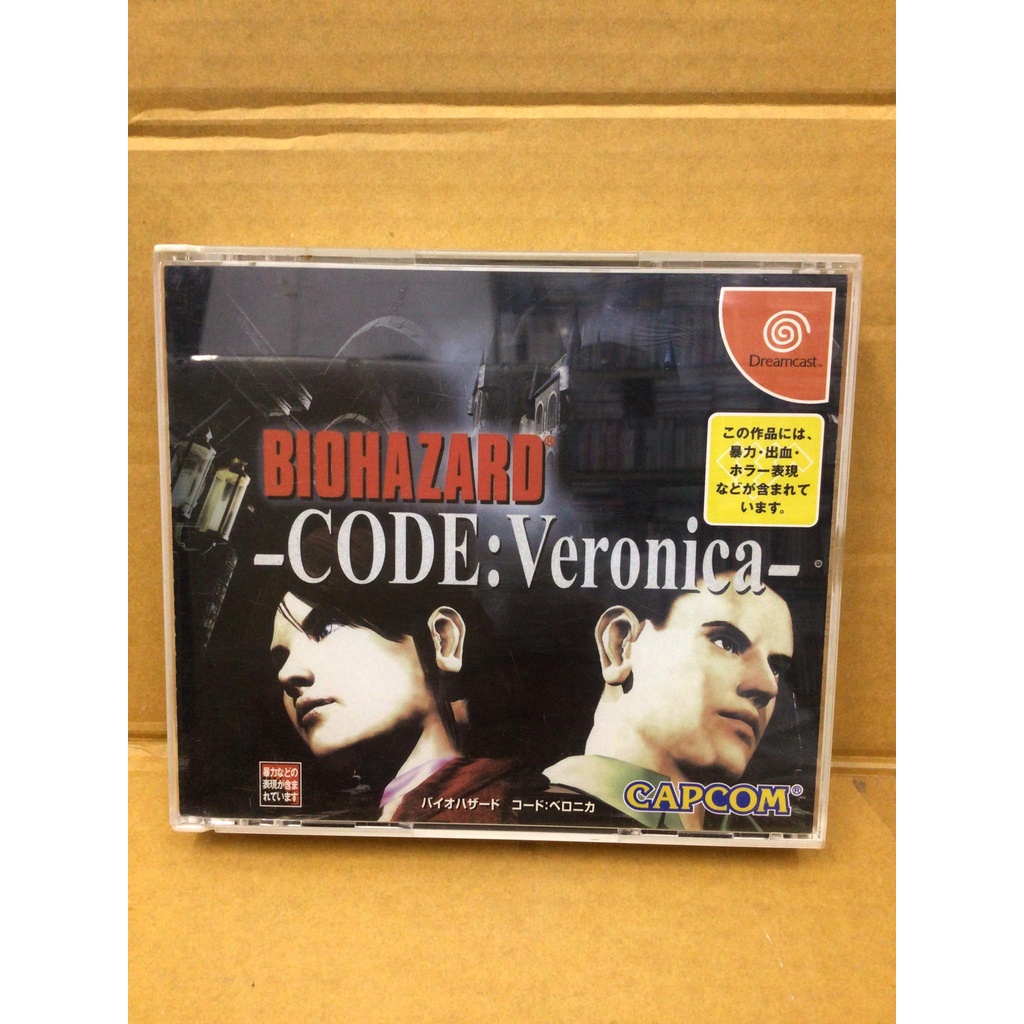 Dreamcast™
この作品には、
暴力・出血・
ホラー表現
などが含まれて
います。
BIOHAZARD®
-CODE:Veronica-
暴力などの
表現が含ま
れています
バイオハザード コード:ベロニカ
CAPCOM®